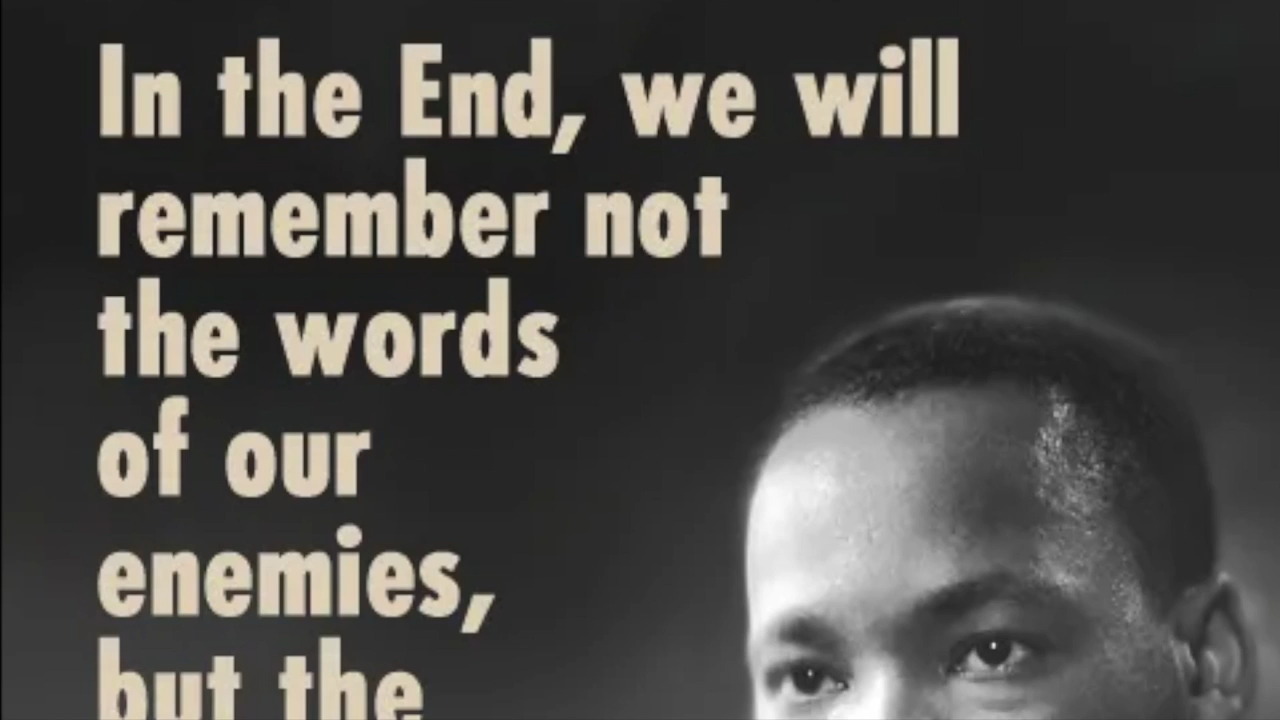 In the End, we will
remember not
the words
of our
enemies,
but the